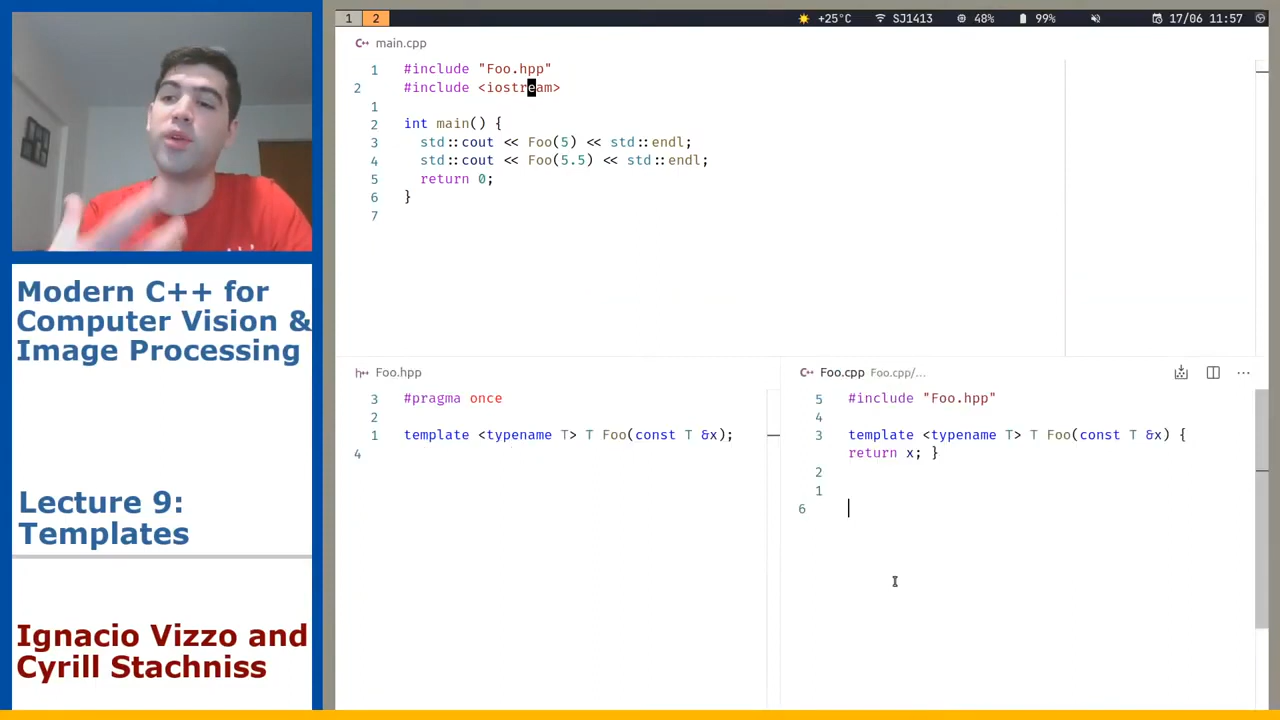 1 2 +25°C SJ1413 48% 99% 17/06 11:57
main.cpp
1 #include "Foo.hpp"
2 #include <iostream>
1
2 int main() {
3 std::cout << Foo(5) << std::endl;
4 std::cout << Foo(5.5) << std::endl;
5 return 0;
6 }
7
Modern C++ for
Computer Vision &
Image Processing
Lecture 9:
Templates
Ignacio Vizzo and
Cyrill Stachniss
Foo.hpp
3 #pragma once
2
1 template <typename T> T Foo(const T &x);
4
Foo.cpp Foo.cpp/...
5 #include "Foo.hpp"
4
3 template <typename T> T Foo(const T &x) {
return x; }
2
1
6